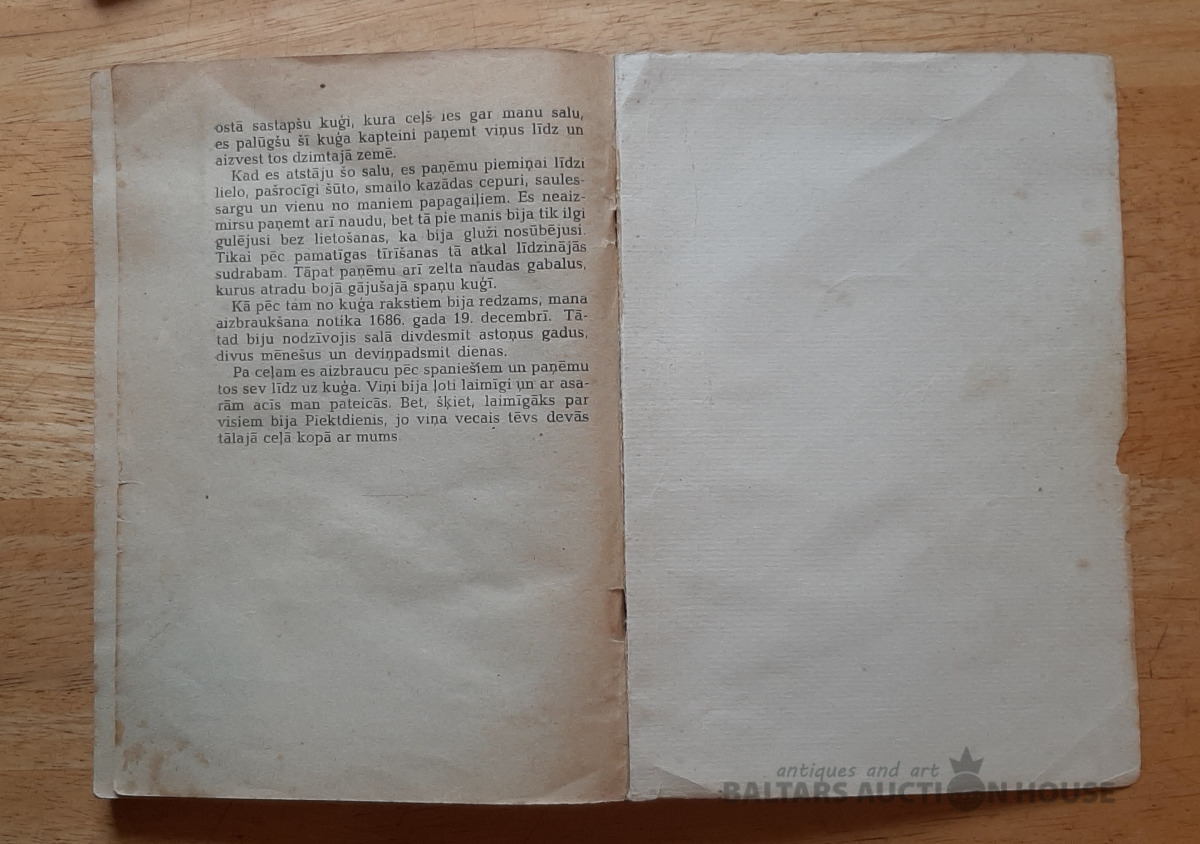 ostā sastapšu kuģi, kura ceļš ies gar manu salu,
es palūgšu šī kuģa kapteini paņemt viņus līdz un
aizvest tos dzimtajā zemē.
Kad es atstāju šo salu, es paņēmu piemiņai līdzi
lielo, pašrocīgi šūto, smailo kazādas cepuri, saules-
sargu un vienu no maniem papagaiļiem. Es neaiz-
mirsu paņemt arī naudu, bet tā pie manis bija tik ilgi
gulējusi bez lietošanas, ka bija gluži nosūbējusi.
Tikai pēc pamatīgas tīrīšanas tā atkal līdzinājās
sudrabam. Tāpat paņēmu arī zelta naudas gabalus,
kurus atradu bojā gājušajā spaņu kuģī.
Kā pēc tam no kuģa rakstiem bija redzams, mana
aizbraukšana notika 1686. gada 19. decembrī. Tā-
tad biju nodzīvojis salā divdesmit astoņus gadus,
divus mēnešus un deviņpadsmit dienas.
Pa ceļam es aizbraucu pēc spaniešiem un paņēmu
tos sev līdz uz kuģa. Viņi bija ļoti laimīgi un ar asa-
rām acīs man pateicās. Bet, šķiet, laimīgāks par
visiem bija Piektdienis, jo viņa vecais tēvs devās
tālajā ceļā kopā ar mums.
antiques and art
BALTARS AUCTION HOUSE